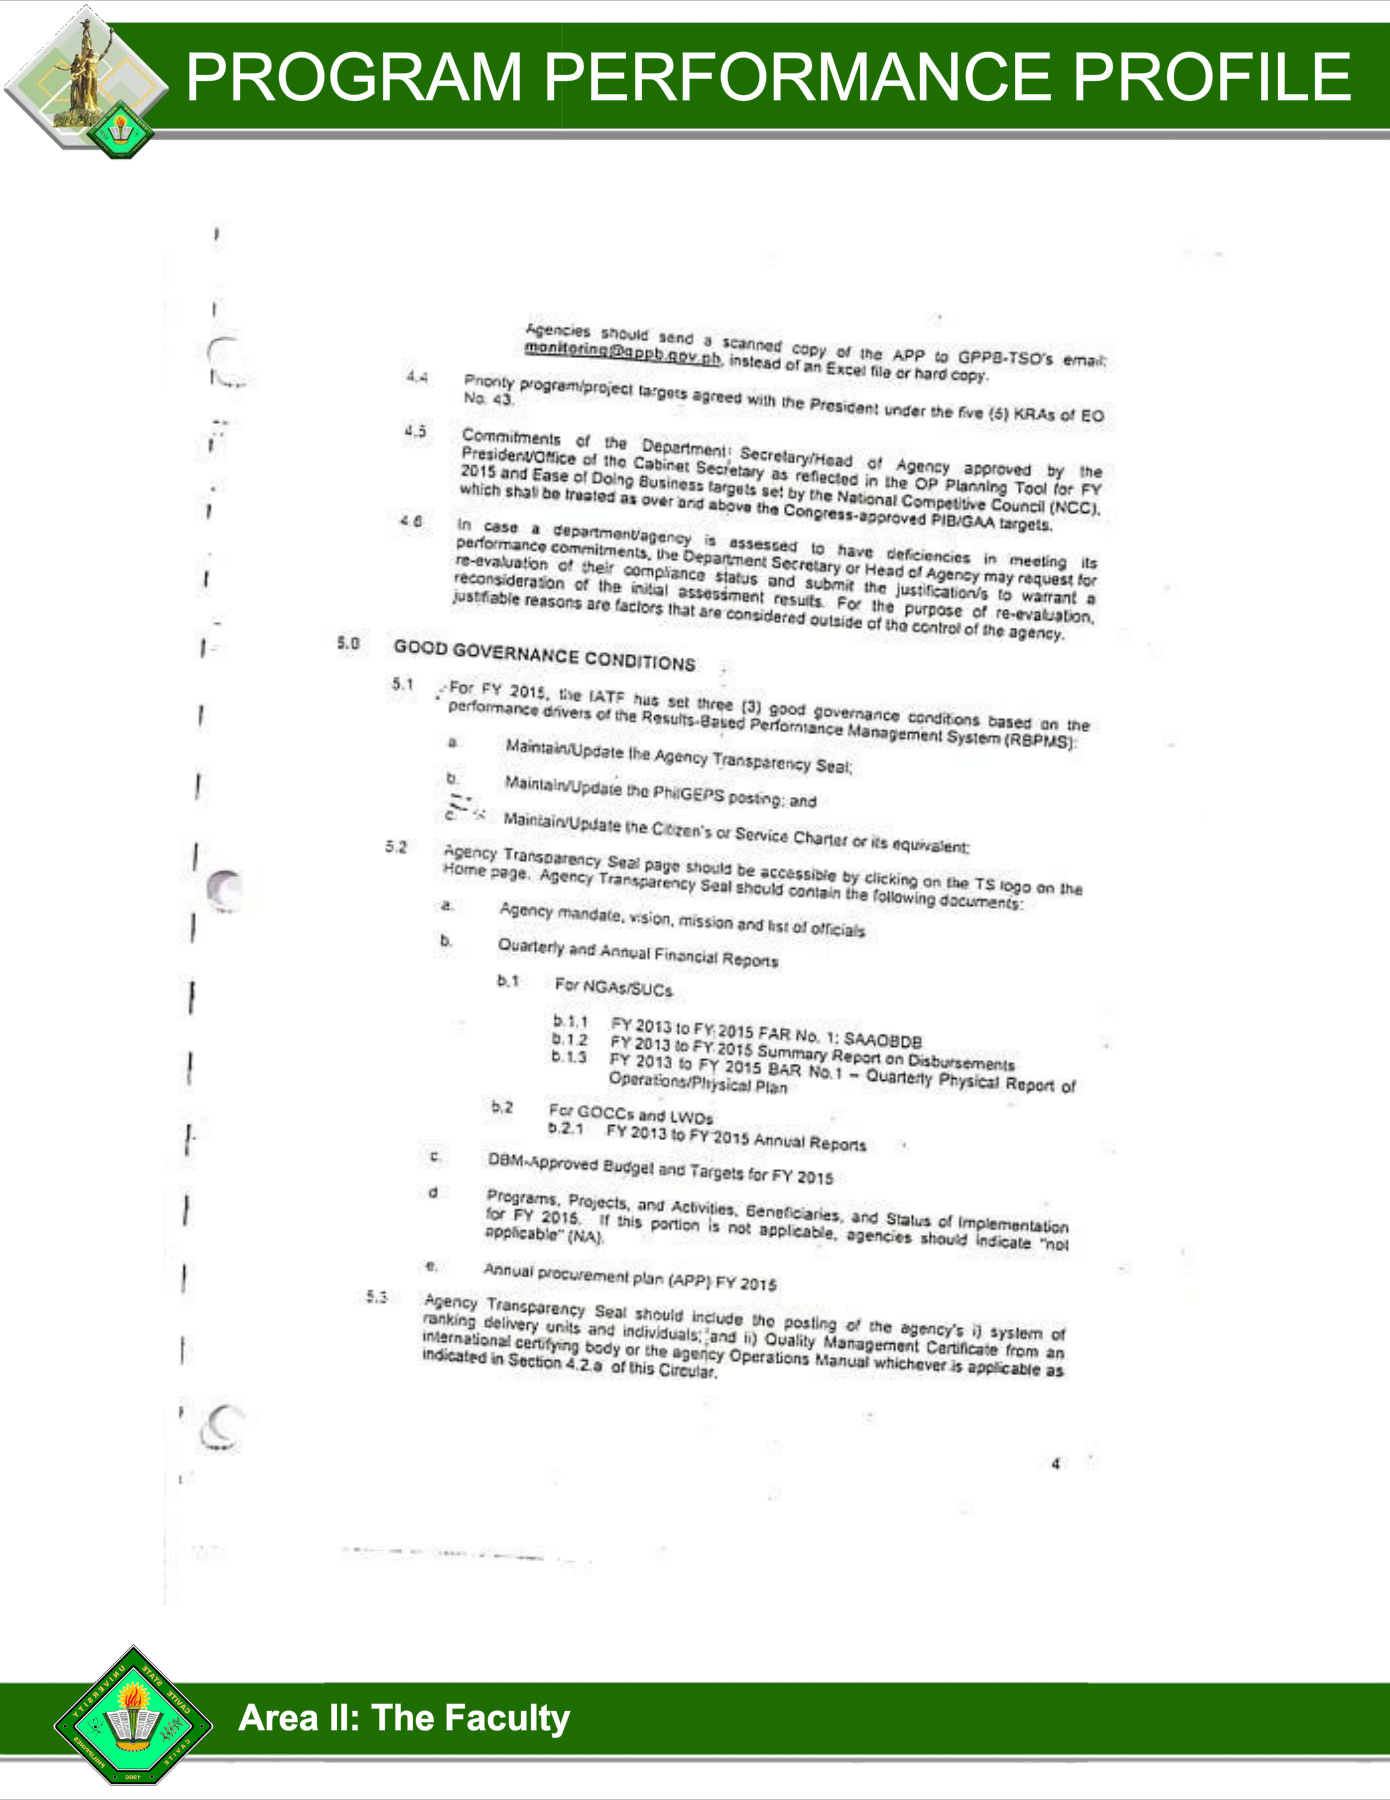 PROGRAM PERFORMANCE PROFILE
Agencies should send a scanned copy of the APP to GPPB-TSO's email:
monitoring@gppb.gov.ph, instead of an Excel file or hard copy.
4.4 Priority program/project targets agreed with the President under the five (5) KRAs of EO
No. 43.
4.5 Commitments of the Department Secretary/Head of Agency approved by the
President/Office of the Cabinet Secretary as reflected in the OP Planning Tool for FY
2015 and Ease of Doing Business targets set by the National Competitive Council (NCC),
which shall be treated as over and above the Congress-approved PIB/GAA targets.
4.6 In case a department/agency is assessed to have deficiencies in meeting its
performance commitments, the Department Secretary or Head of Agency may request for
re-evaluation of their compliance status and submit the justification/s to warrant a
reconsideration of the initial assessment results. For the purpose of re-evaluation,
justifiable reasons are factors that are considered outside of the control of the agency.
5.0 GOOD GOVERNANCE CONDITIONS
5.1 For FY 2015, the IATF has set three (3) good governance conditions based on the
performance drivers of the Results-Based Performance Management System (RBPMS):
a. Maintain/Update the Agency Transparency Seal;
b. Maintain/Update the PhilGEPS posting; and
c. Maintain/Update the Citizen's or Service Charter or its equivalent;
5.2 Agency Transparency Seal page should be accessible by clicking on the TS logo on the
Home page. Agency Transparency Seal should contain the following documents:
a. Agency mandate, vision, mission and list of officials
b. Quarterly and Annual Financial Reports
b.1 For NGAs/SUCs
b.1.1 FY 2013 to FY 2015 FAR No. 1: SAAOBDB
b.1.2 FY 2013 to FY 2015 Summary Report on Disbursements
b.1.3 FY 2013 to FY 2015 BAR No.1 – Quarterly Physical Report of
Operations/Physical Plan
b.2 For GOCCs and LWDs
b.2.1 FY 2013 to FY 2015 Annual Reports
c. DBM-Approved Budget and Targets for FY 2015
d Programs, Projects, and Activities, Beneficiaries, and Status of Implementation
for FY 2015. If this portion is not applicable, agencies should indicate "not
applicable" (NA).
e. Annual procurement plan (APP) FY 2015
5.3 Agency Transparency Seal should include the posting of the agency's i) system of
ranking delivery units and individuals; and ii) Quality Management Certificate from an
international certifying body or the agency Operations Manual whichever is applicable as
indicated in Section 4.2.a of this Circular.
4
CAVITE STATE UNIVERSITY
CAVITE
PHILIPPINES
1906
Area II: The Faculty